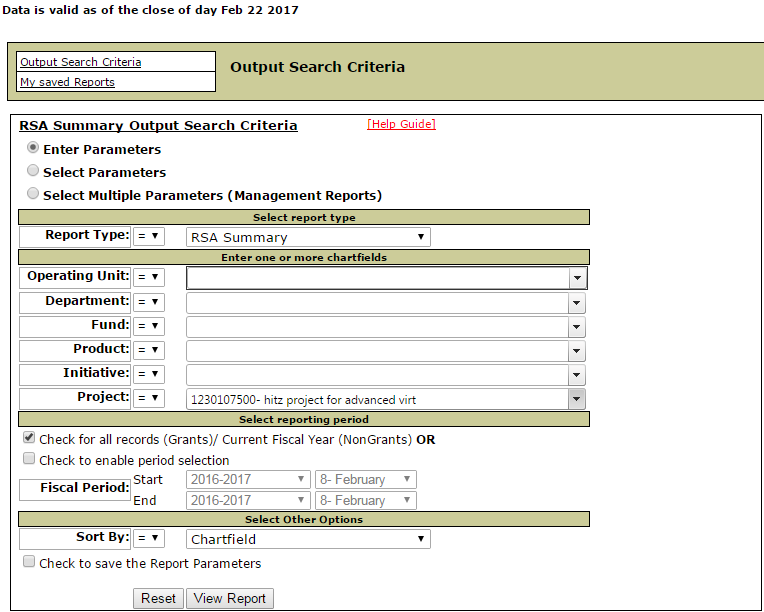 Data is valid as of the close of day Feb 22 2017
Output Search Criteria
My saved Reports
Output Search Criteria
RSA Summary Output Search Criteria [Help Guide]
Enter Parameters
Select Parameters
Select Multiple Parameters (Management Reports)
Select report type
Report Type: = RSA Summary
Enter one or more chartfields
Operating Unit: =
Department: =
Fund: =
Product: =
Initiative: =
Project: = 1230107500- hitz project for advanced virt
Select reporting period
Check for all records (Grants)/ Current Fiscal Year (NonGrants) OR
Check to enable period selection
Fiscal Period: Start 2016-2017 8- February
End 2016-2017 8- February
Select Other Options
Sort By: = Chartfield
Check to save the Report Parameters
Reset View Report